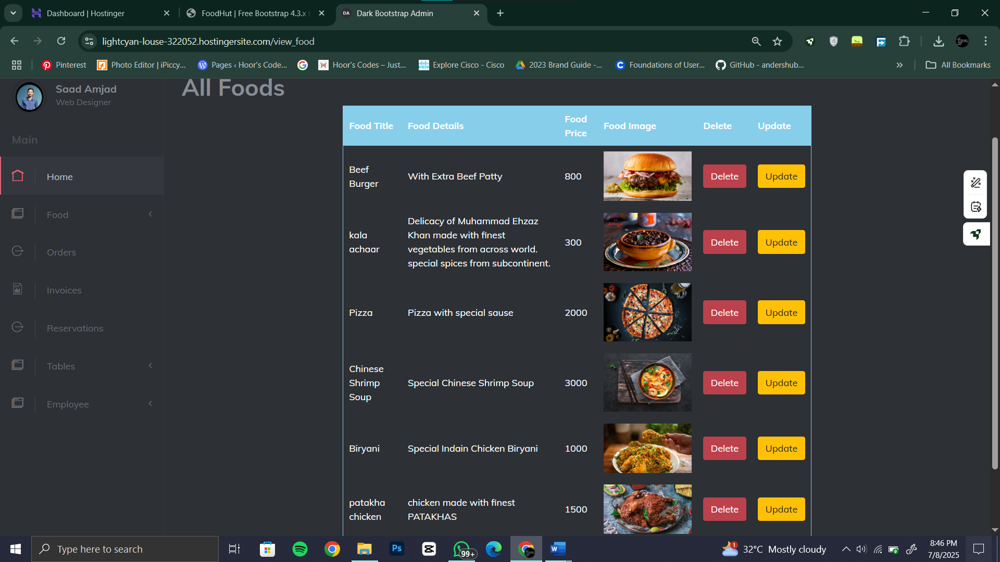 Dashboard | Hostinger
FoodHut | Free Bootstrap 4.3.x
DA Dark Bootstrap Admin
lightcyan-louse-322052.hostingersite.com/view_food
Pinterest
Photo Editor | iPiccy...
Pages ‹ Hoor's Code...
Hoor's Codes – Just...
Explore Cisco - Cisco
2023 Brand Guide -...
Foundations of User...
GitHub - andershub...
All Bookmarks
Saad Amjad
Web Designer
Main
Home
Food
Orders
Invoices
Reservations
Tables
Employee
All Foods
Food Title Food Details Food Price Food Image Delete Update
Beef
Burger
With Extra Beef Patty
800
Delete
Update
kala
achaar
Delicacy of Muhammad Ehzaz
Khan made with finest
vegetables from across world.
special spices from subcontinent.
300
Delete
Update
Pizza
Pizza with special sause
2000
Delete
Update
Chinese
Shrimp
Soup
Special Chinese Shrimp Soup
3000
Delete
Update
Biryani
Special Indain Chicken Biryani
1000
Delete
Update
patakha
chicken
chicken made with finest
PATAKHAS
1500
Delete
Update
Type here to search
Ps
99+
1
32°C Mostly cloudy
8:46 PM
7/8/2025